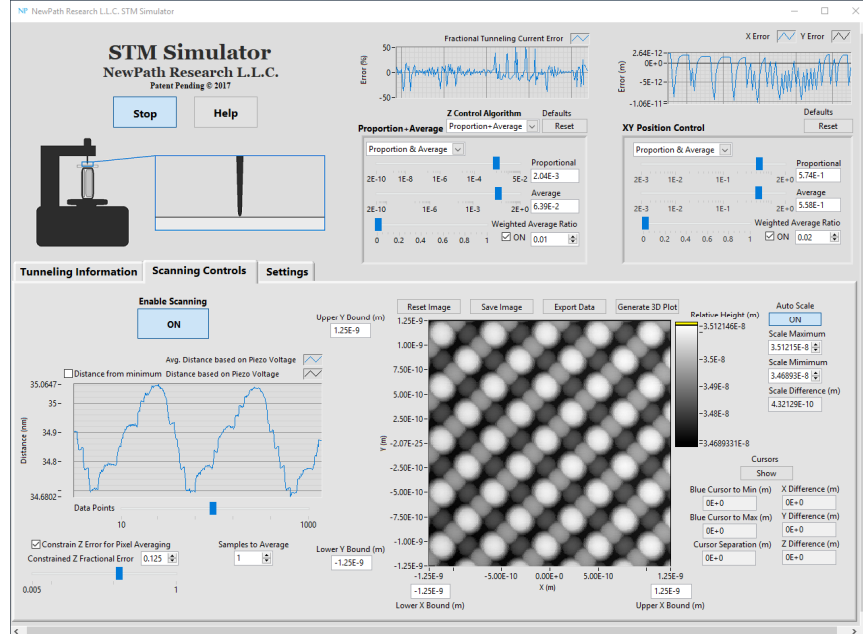 NP NewPath Research L.L.C. STM Simulator
STM Simulator
NewPath Research L.L.C.
Patent Pending © 2017
Stop
Help
Fractional Tunneling Current Error
Error (%)
50
0
-50
X Error
Y Error
Error (m)
2.64E-12
0E+0
-5E-12
-1.06E-11
Z Control Algorithm
Defaults
Proportion+Average
Proportion+Average
Reset
Proportion & Average
Proportional
2E-10 1E-8 1E-6 1E-4 5E-2
2.04E-3
Average
2E-10 1E-6 1E-3 2E+0
6.39E-2
Weighted Average Ratio
0 0.2 0.4 0.6 0.8 1
ON
0.01
Defaults
XY Position Control
Reset
Proportion & Average
Proportional
2E-3 1E-2 1E-1 2E+0
5.74E-1
Average
2E-3 1E-2 1E-1 2E+0
5.58E-1
Weighted Average Ratio
0 0.2 0.4 0.6 0.8 1
ON
0.02
Tunneling Information
Scanning Controls
Settings
Enable Scanning
ON
Avg. Distance based on Piezo Voltage
Distance from minimum
Distance based on Piezo Voltage
Distance (nm)
35.0647
35
34.9
34.8
34.6802
Data Points
10 1000
Constrain Z Error for Pixel Averaging
Constrained Z Fractional Error
0.125
0.005 1
Samples to Average
1
Upper Y Bound (m)
1.25E-9
Lower Y Bound (m)
-1.25E-9
Reset Image
Save Image
Export Data
Generate 3D Plot
Y (m)
1.25E-9
1.00E-9
7.50E-10
5.00E-10
2.50E-10
-2.07E-25
-2.50E-10
-5.00E-10
-7.50E-10
-1.00E-9
-1.25E-9
-1.25E-9 -5.00E-10 0.00E+0 5.00E-10 1.25E-9
X (m)
-1.25E-9
Lower X Bound (m)
1.25E-9
Upper X Bound (m)
Relative Height (m)
-3.512146E-8
-3.5E-8
-3.49E-8
-3.48E-8
-3.4689331E-8
Auto Scale
ON
Scale Maximum
3.51215E-8
Scale Mimimum
3.46893E-8
Scale Difference (m)
4.32129E-10
Cursors
Show
Blue Cursor to Min (m)
0E+0
X Difference (m)
0E+0
Blue Cursor to Max (m)
0E+0
Y Difference (m)
0E+0
Cursor Separation (m)
0E+0
Z Difference (m)
0E+0